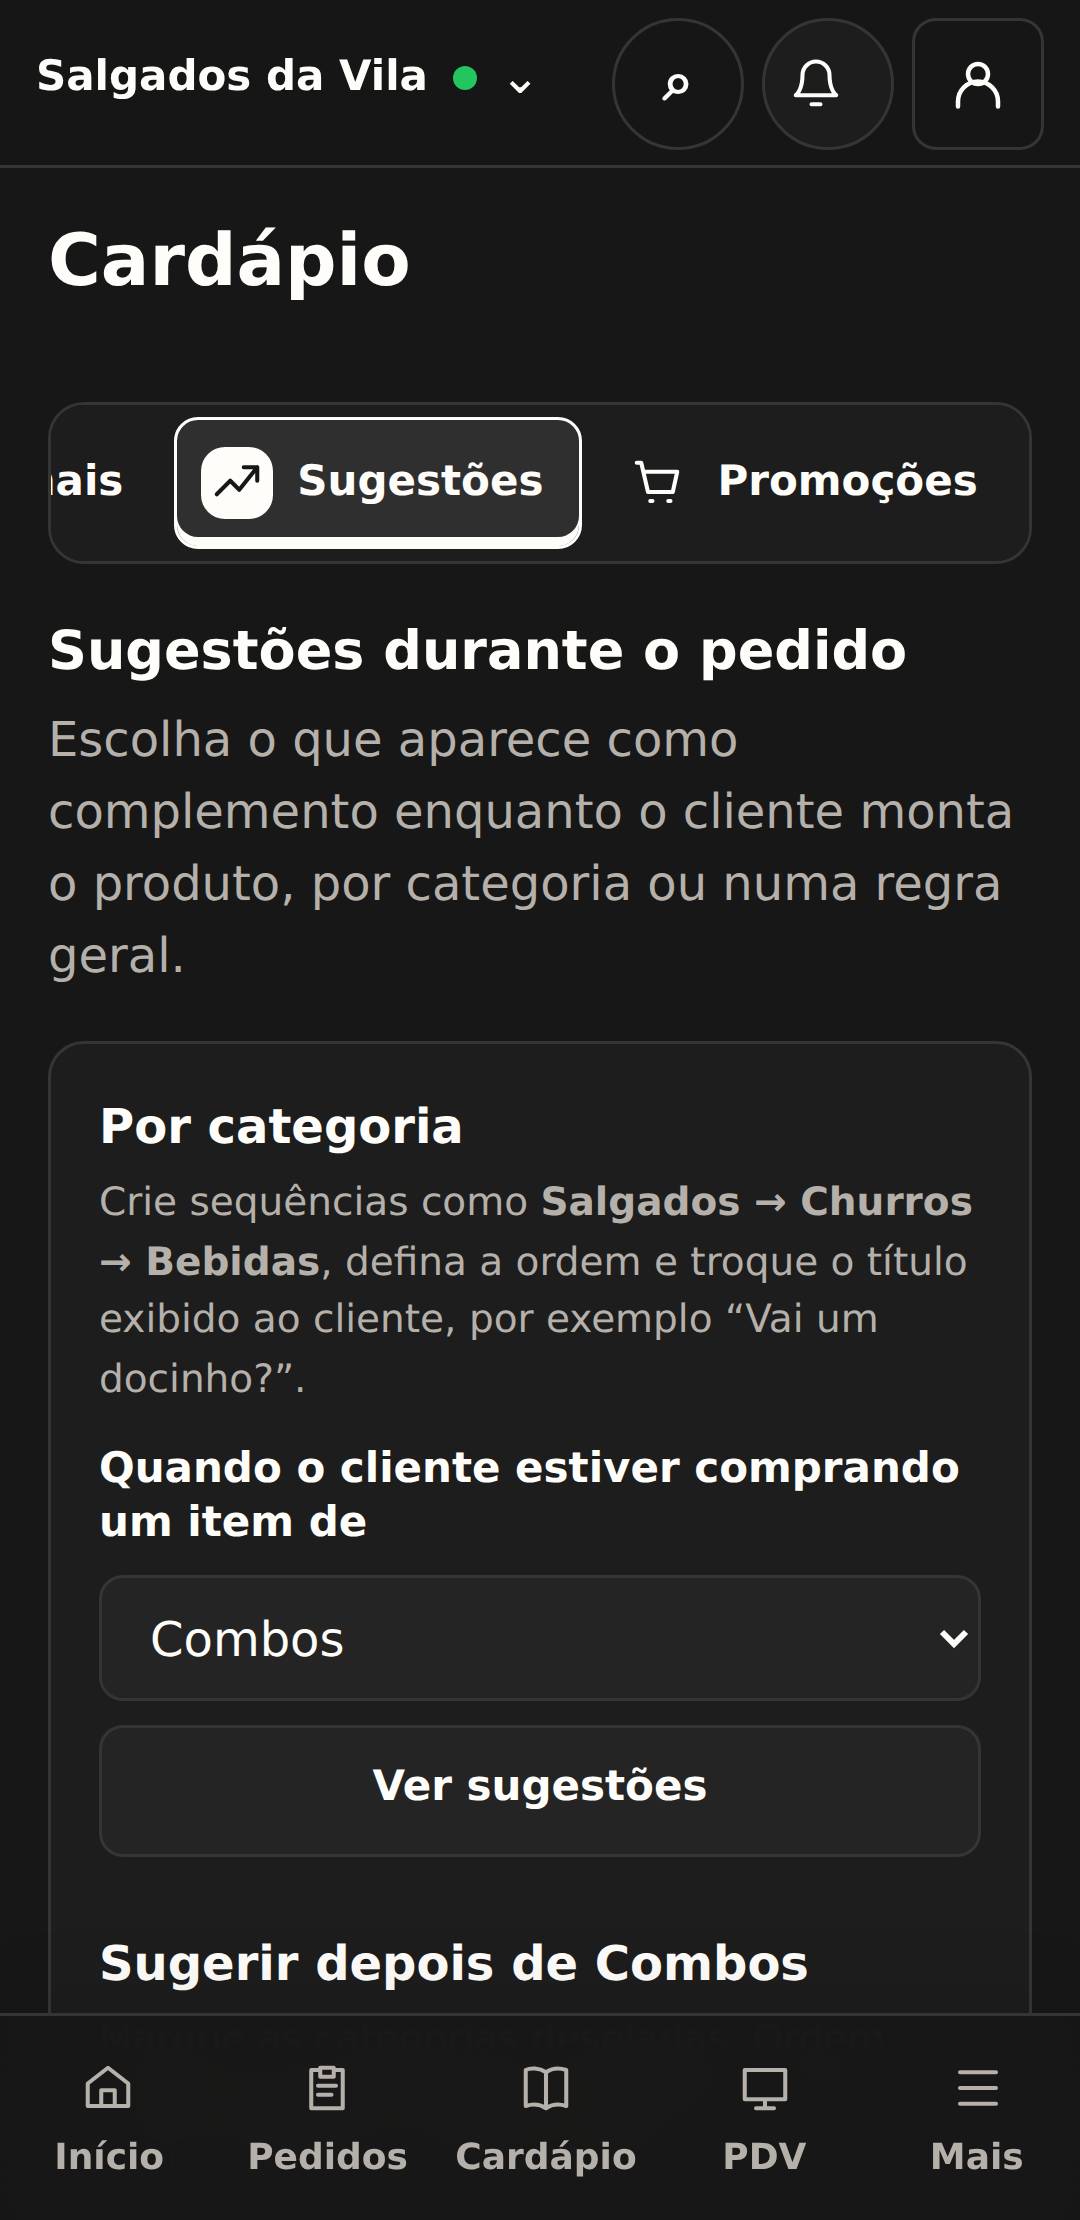 Salgados da Vila
Cardápio
ais
Sugestões
Promoções
Sugestões durante o pedido
Escolha o que aparece como
complemento enquanto o cliente monta
o produto, por categoria ou numa regra
geral.
Por categoria
Crie sequências como Salgados → Churros
→ Bebidas, defina a ordem e troque o título
exibido ao cliente, por exemplo “Vai um
docinho?”.
Quando o cliente estiver comprando
um item de
Combos
Ver sugestões
Sugerir depois de Combos
Início
Pedidos
Cardápio
PDV
Mais